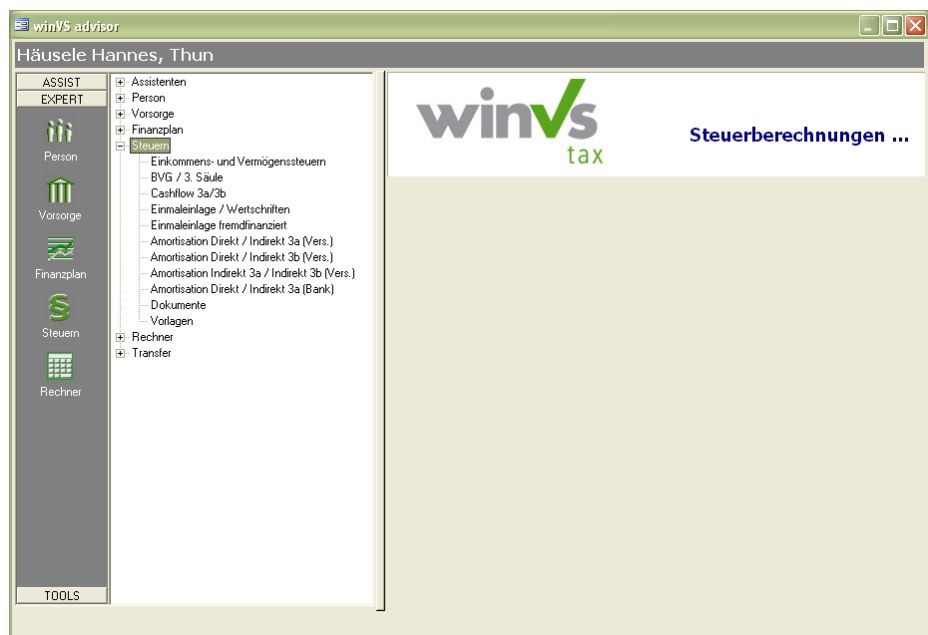 winVS advisor
Häusele Hannes, Thun
ASSIST
EXPERT
Person
Vorsorge
Finanzplan
Steuern
Rechner
TOOLS
Assistenten
Person
Vorsorge
Finanzplan
Steuern
Einkommens- und Vermögenssteuern
BVG / 3. Säule
Cashflow 3a/3b
Einmaleinlage / Wertschriften
Einmaleinlage fremdfinanziert
Amortisation Direkt / Indirekt 3a (Vers.)
Amortisation Direkt / Indirekt 3b (Vers.)
Amortisation Indirekt 3a / Indirekt 3b (Vers.)
Amortisation Direkt / Indirekt 3a (Bank)
Dokumente
Vorlagen
Rechner
Transfer
winvs
tax
Steuerberechnungen ...